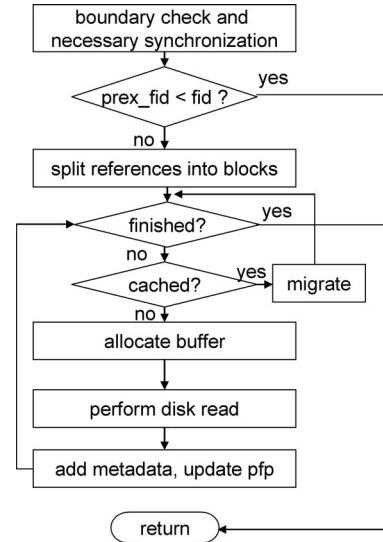 boundary check and
necessary synchronization
yes
prex_fid < fid ?
no
split references into blocks
yes
finished?
no
cached?
yes
migrate
no
allocate buffer
perform disk read
add metadata, update pfp
return